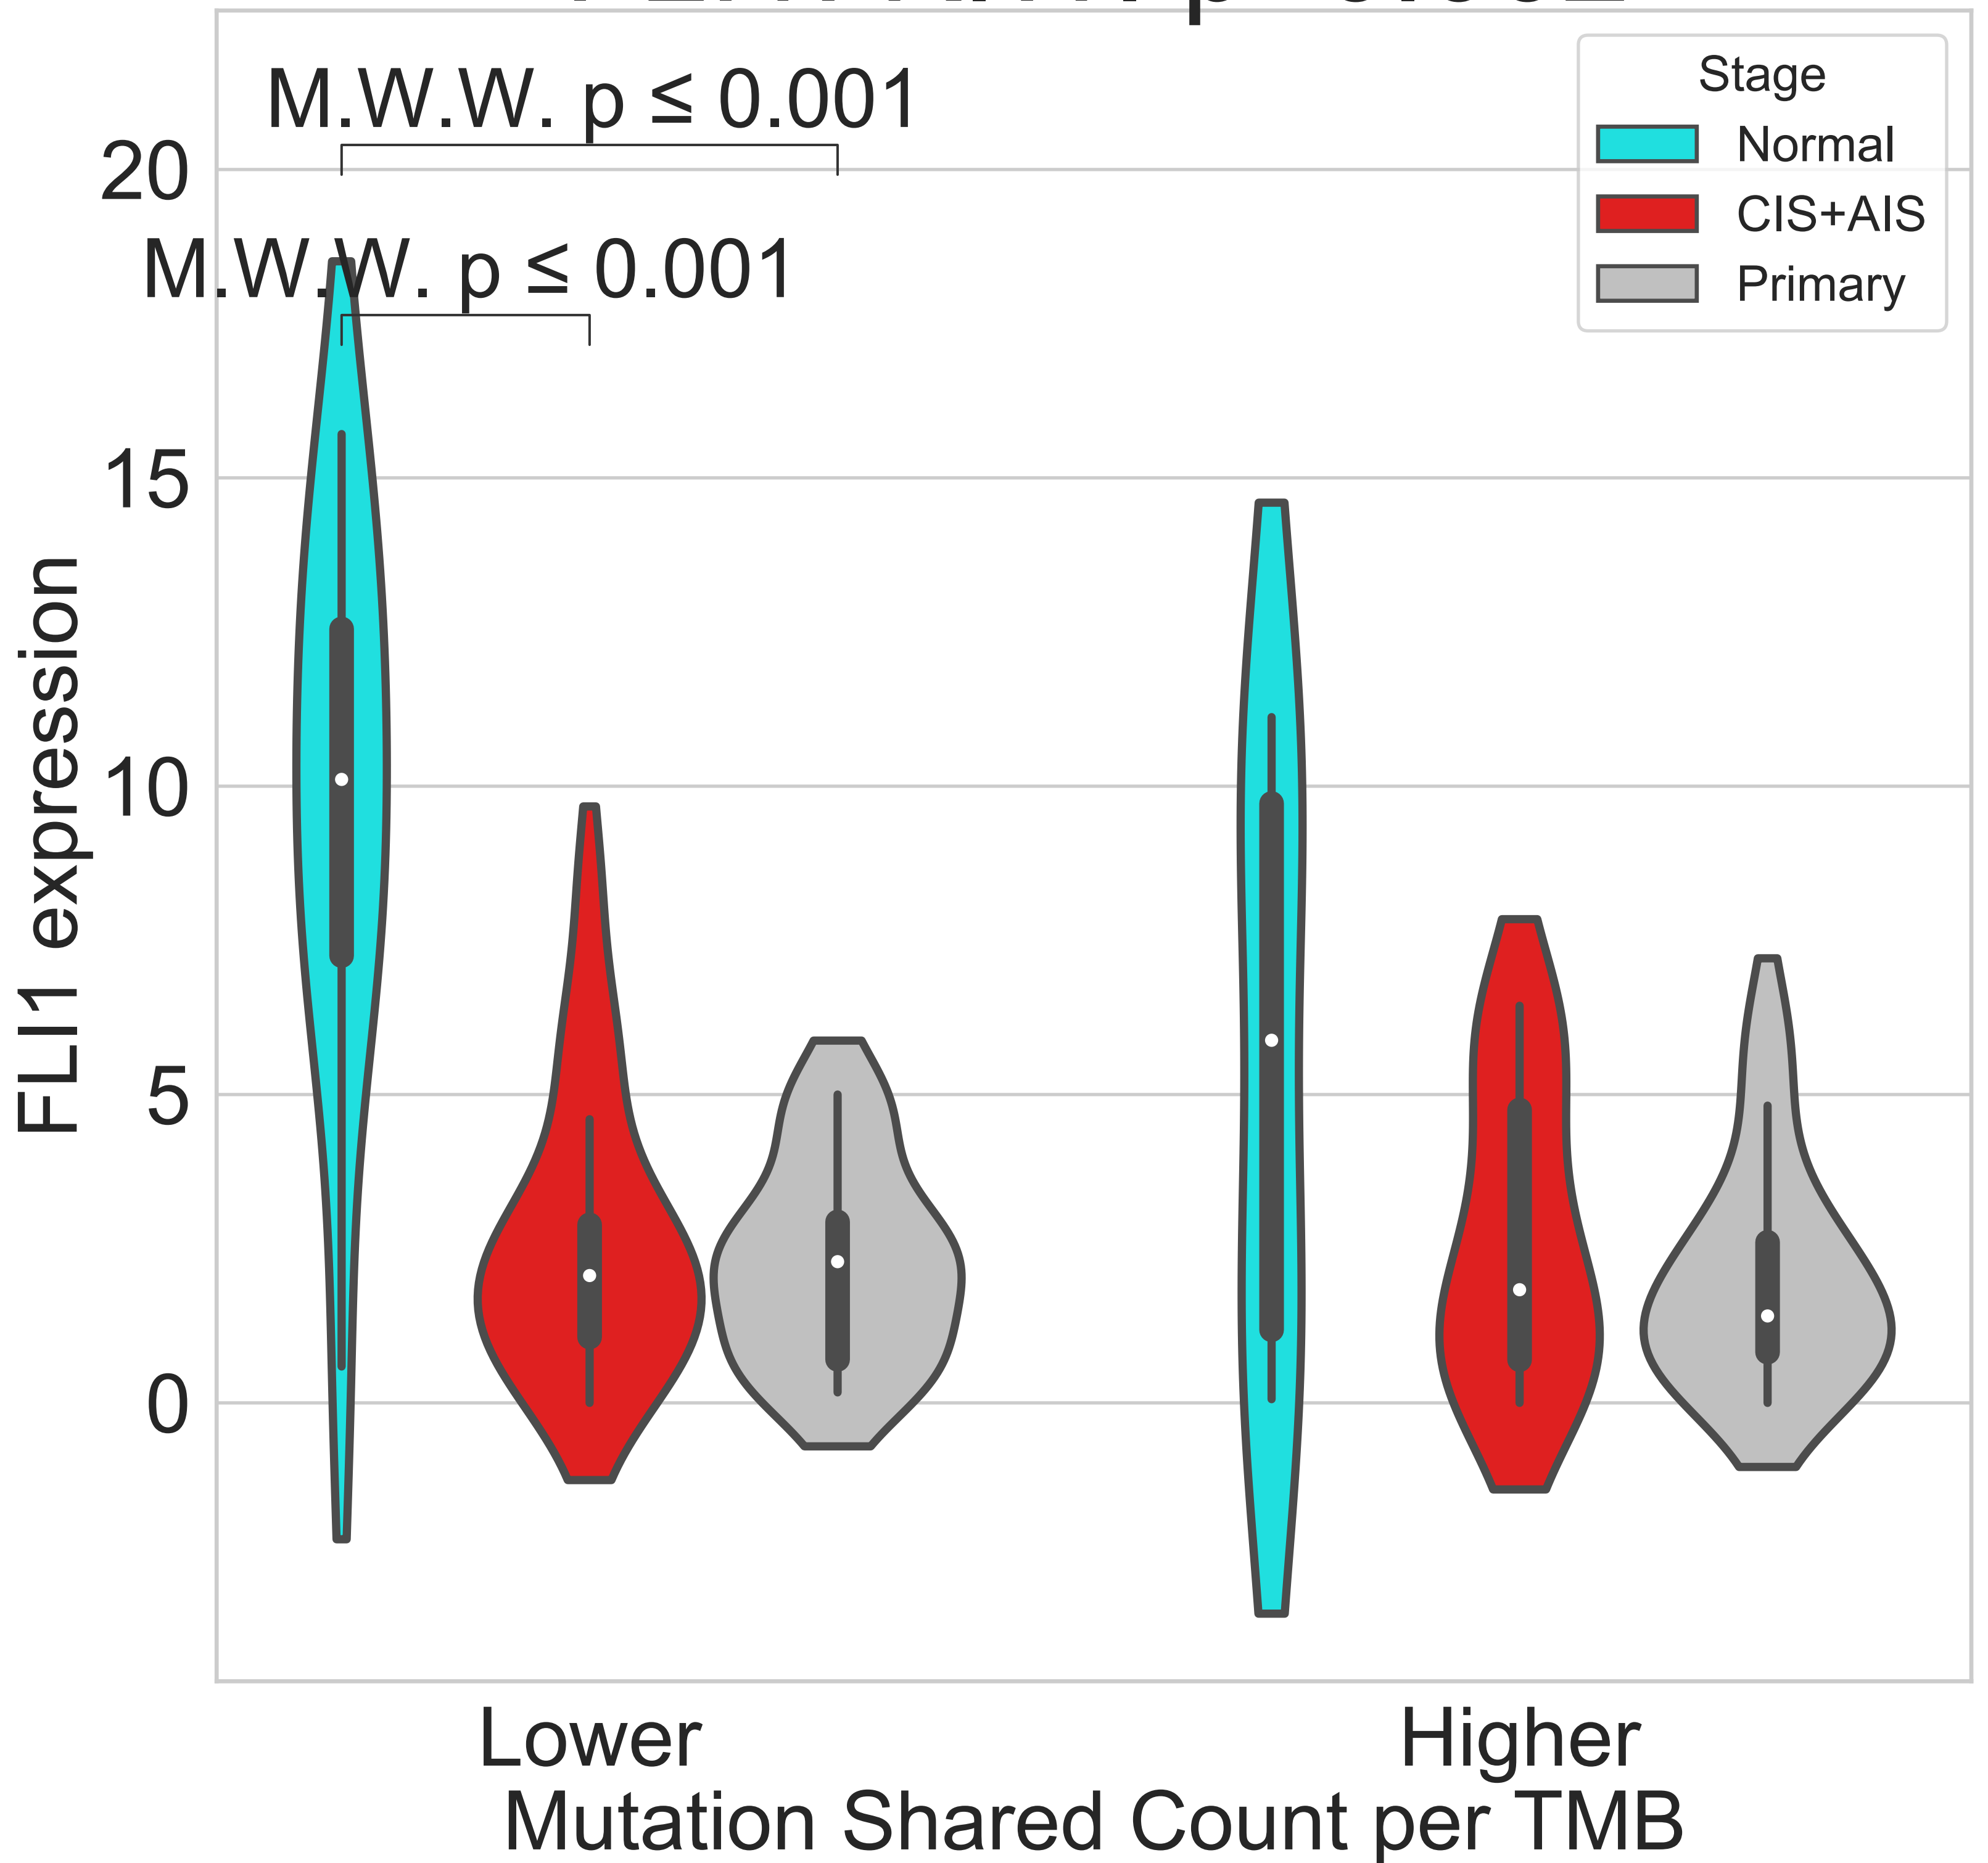 M.W.W. p ≤ 0.001
M.W.W. p ≤ 0.001
Stage
Normal
CIS+AIS
Primary
20
15
10
5
0
FLI1 expression
Lower
Higher
Mutation Shared Count per TMB